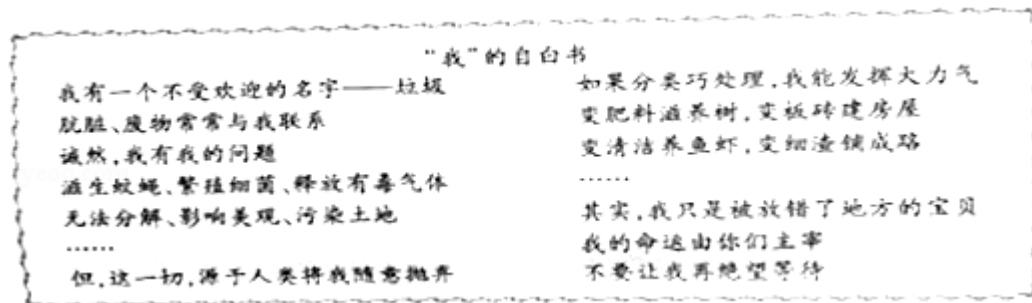 “我”的自白书
我有一个不受欢迎的名字——垃圾
肮脏、废物常常与我联系
诚然，我有我的问题
滋生蚊蝇、繁殖细菌、释放有毒气体
无法分解、影响美观、污染土地
……
但，这一切，源于人类将我随意抛弃
如果分类巧处理，我能发挥大力气
变肥料滋养树，变板砖建房屋
变清洁养鱼虾，变细渣铺成路
……
其实，我只是被放错了地方的宝贝
我的命运由你们主宰
不要让我再绝望等待